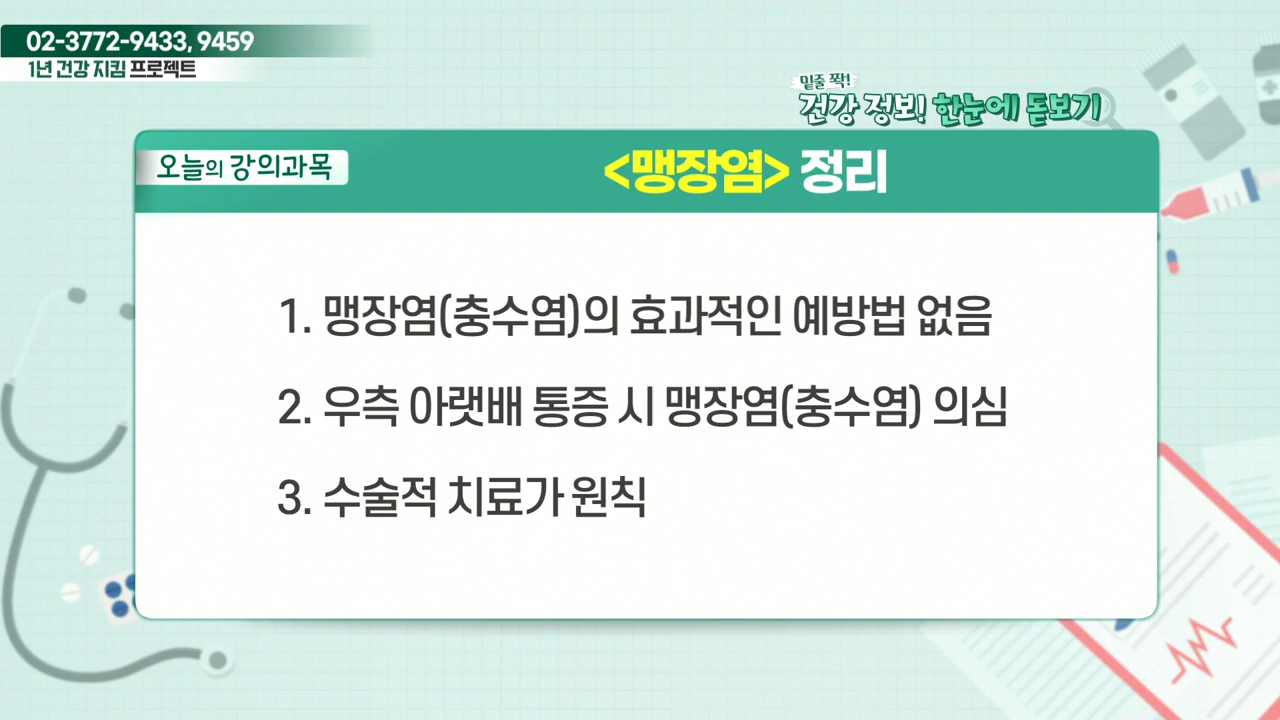 02-3772-9433, 9459
1년 건강 지킴 프로젝트
밑줄 쫙!
건강 정보! 한눈에 돋보기
오늘의 강의과목
<맹장염> 정리
1. 맹장염(충수염)의 효과적인 예방법 없음
2. 우측 아랫배 통증 시 맹장염(충수염) 의심
3. 수술적 치료가 원칙